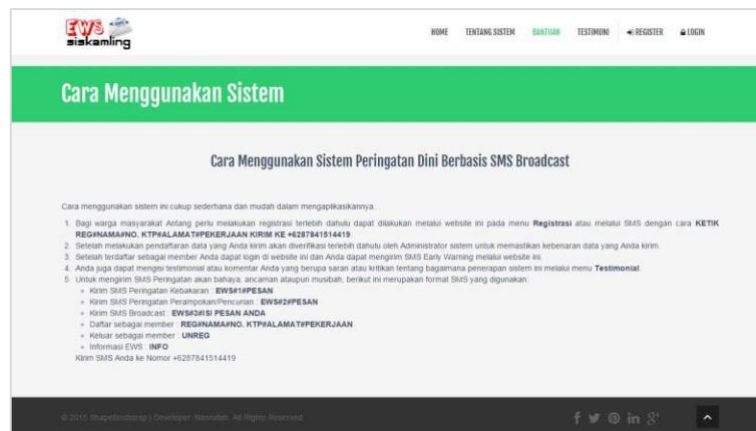 EWS
siskamling
HOME TENTANG SISTEM BANTUAN TESTIMONI REGISTER LOGIN
Cara Menggunakan Sistem
Cara Menggunakan Sistem Peringatan Dini Berbasis SMS Broadcast
Cara menggunakan sistem ini cukup sederhana dan mudah dalam mengaplikasikannya.
1. Bagi warga masyarakat Antang perlu melakukan registrasi terlebih dahulu dapat dilakukan melalui website ini pada menu Registrasi atau melalui SMS dengan cara KETIK
REG#NAMA#NO. KTP#ALAMAT#PEKERJAAN KIRIM KE +6287841514419
2. Setelah melakukan pendaftaran data yang Anda kirim akan diverifikasi terlebih dahulu oleh Administrator sistem untuk memastikan kebenaran data yang Anda kirim.
3. Setelah terdaftar sebagai member Anda dapat login di website ini dan Anda dapat mengirim SMS Early Warning melalui website ini.
4. Anda juga dapat mengisi testimonial atau komentar Anda yang berupa saran atau kritikan tentang bagaimana penerapan sistem ini melalui menu Testimonial.
5. Untuk mengirim SMS Peringatan akan bahaya, ancaman ataupun musibah, berikut ini merupakan format SMS yang digunakan:
Kirim SMS Peringatan Kebakaran : EWS#1#PESAN
Kirim SMS Peringatan Perampokan/Pencurian : EWS#2#PESAN
Kirim SMS Broadcast : EWS#3#ISI PESAN ANDA
Daftar sebagai member : REG#NAMA#NO. KTP#ALAMAT#PEKERJAAN
Keluar sebagai member : UNREG
Informasi EWS : INFO
Kirim SMS Anda ke Nomor +6287841514419
© 2015 ShapeBootstrap | Developer: Nasrullah. All Rights Reserved.